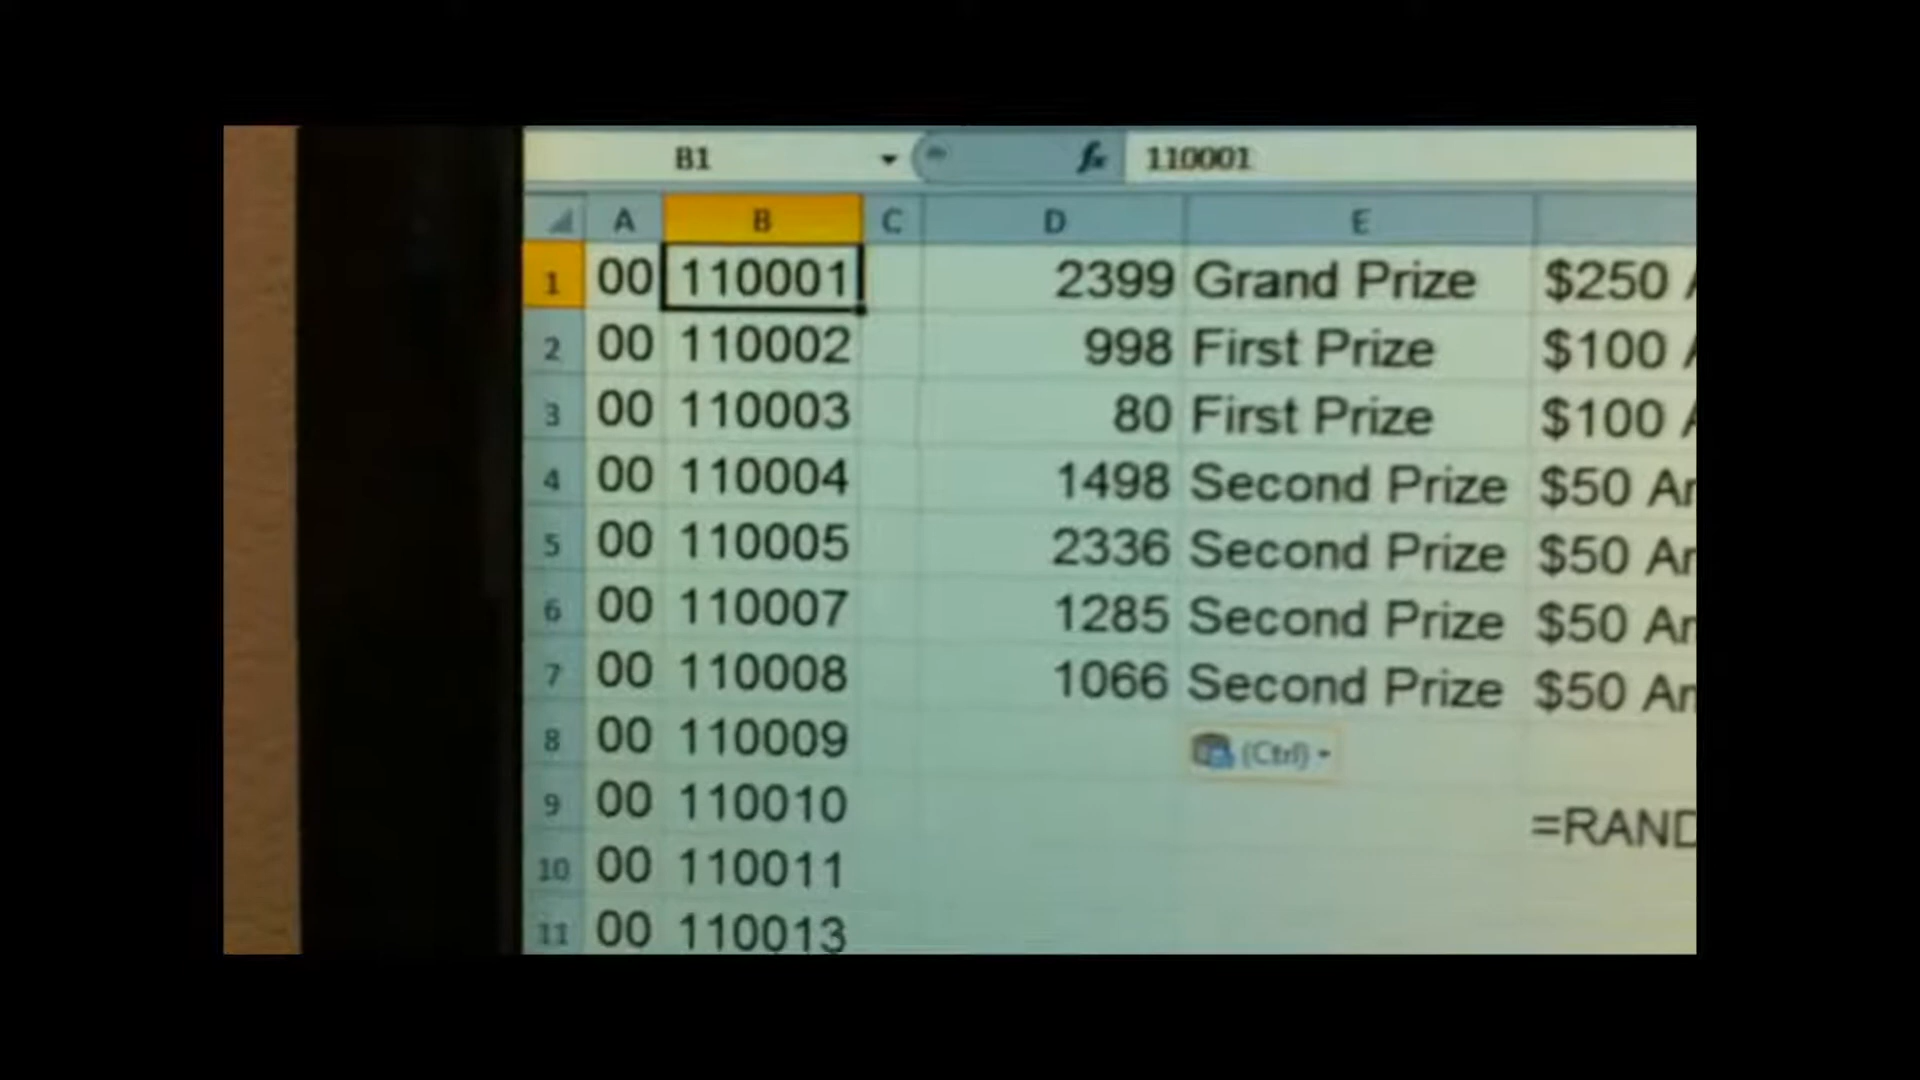 B1 fx 110001
A B C D E
1 00 110001 2399 Grand Prize $250
2 00 110002 998 First Prize $100
3 00 110003 80 First Prize $100
4 00 110004 1498 Second Prize $50
5 00 110005 2336 Second Prize $50
6 00 110007 1285 Second Prize $50
7 00 110008 1066 Second Prize $50
8 00 110009 (Ctrl)
9 00 110010 =RAND
10 00 110011
11 00 110013